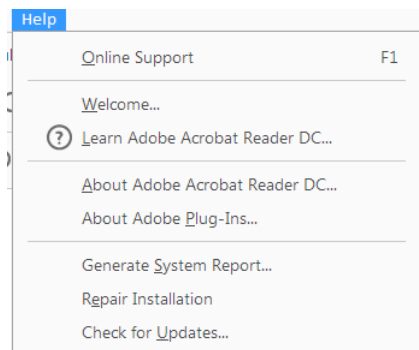 Help
Online Support F1
Welcome...
Learn Adobe Acrobat Reader DC...
About Adobe Acrobat Reader DC...
About Adobe Plug-Ins...
Generate System Report...
Repair Installation
Check for Updates...